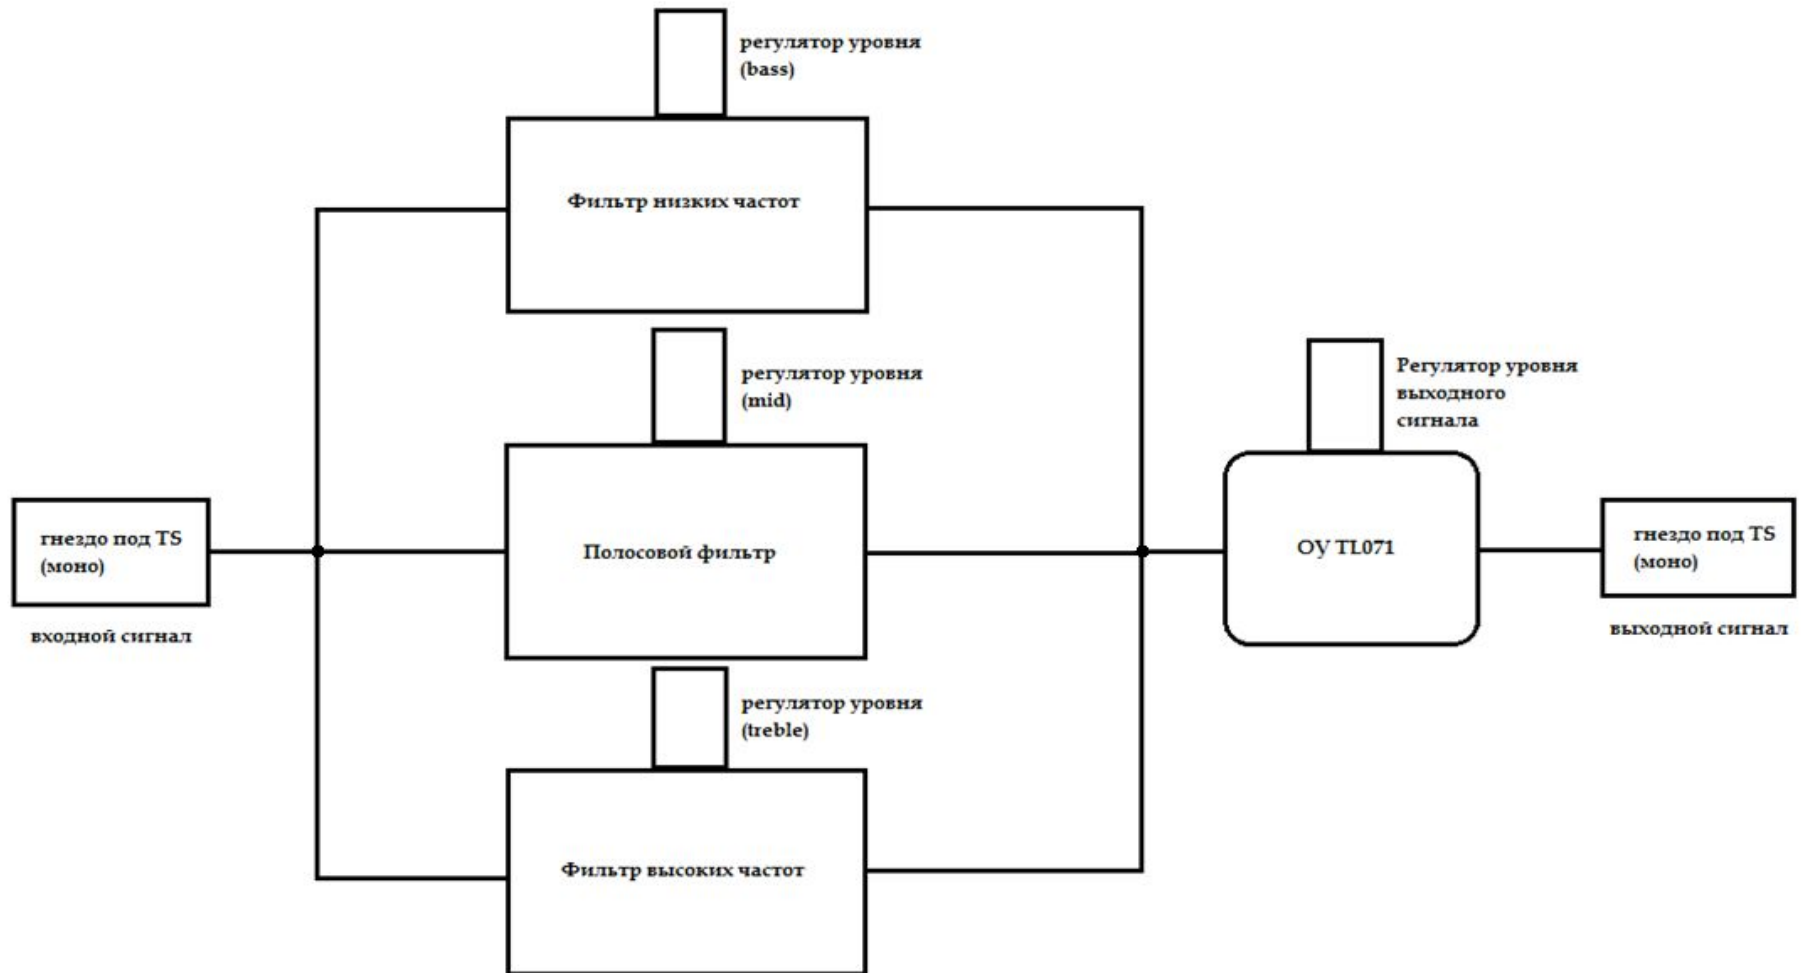 регулятор уровня
(bass)
Фильтр низких частот
регулятор уровня
(mid)
Регулятор уровня
выходного
сигнала
гнездо под TS
(моно)
входной сигнал
Полосовой фильтр
ОУ TL071
гнездо под TS
(моно)
выходной сигнал
регулятор уровня
(treble)
Фильтр высоких частот